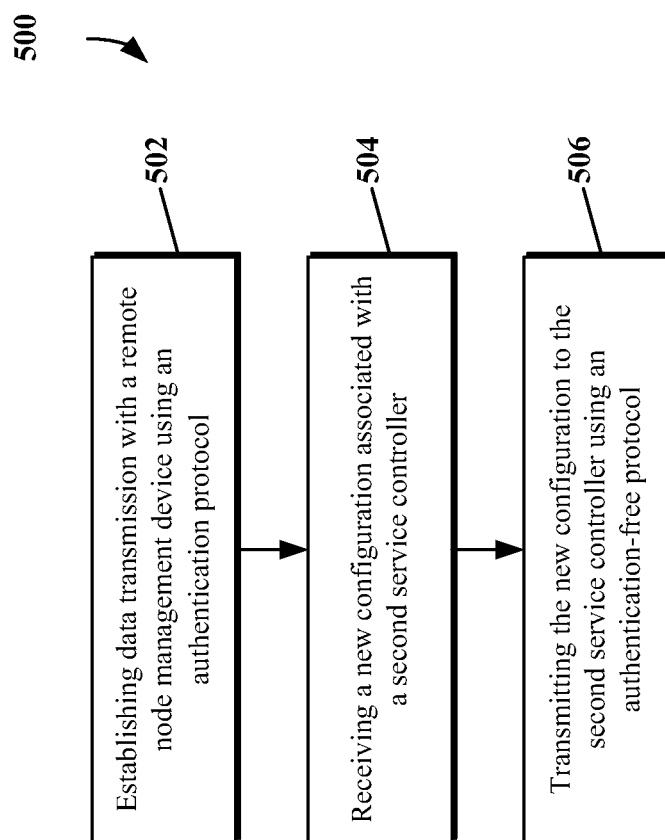 500
502
Establishing data transmission with a remote
node management device using an
authentication protocol
504
Receiving a new configuration associated with
a second service controller
506
Transmitting the new configuration to the
second service controller using an
authentication-free protocol